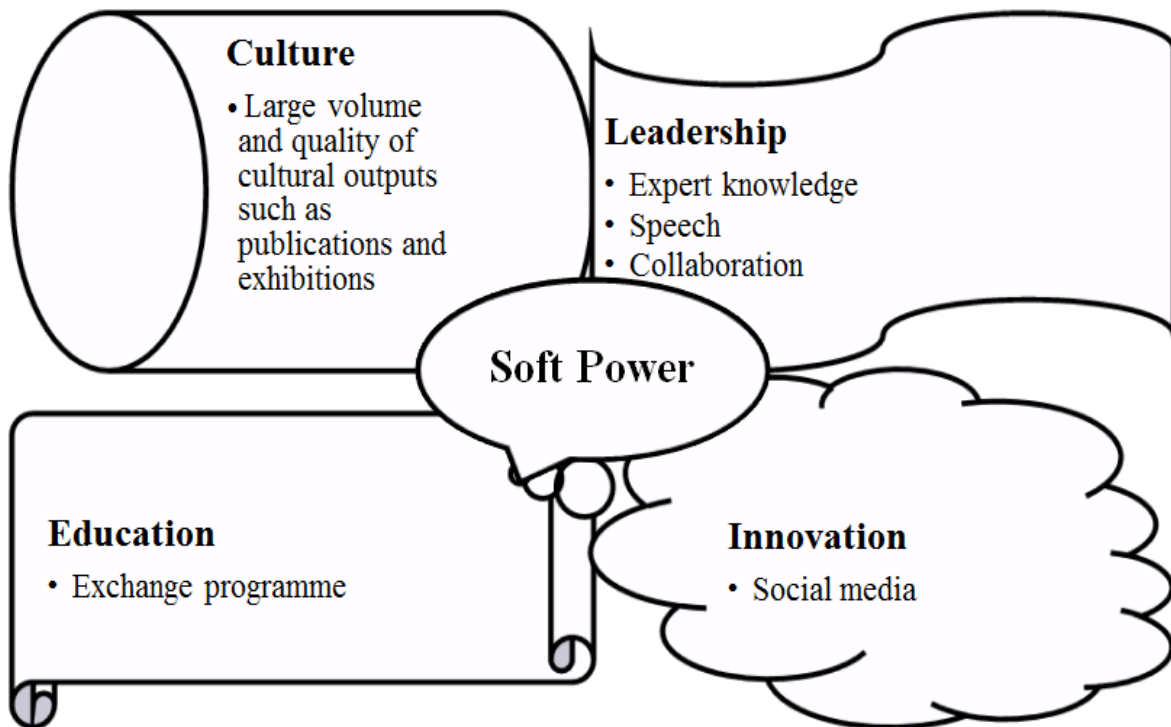 Culture
• Large volume
and quality of
cultural outputs
such as
publications and
exhibitions
Leadership
• Expert knowledge
• Speech
• Collaboration
Soft Power
Education
• Exchange programme
Innovation
• Social media